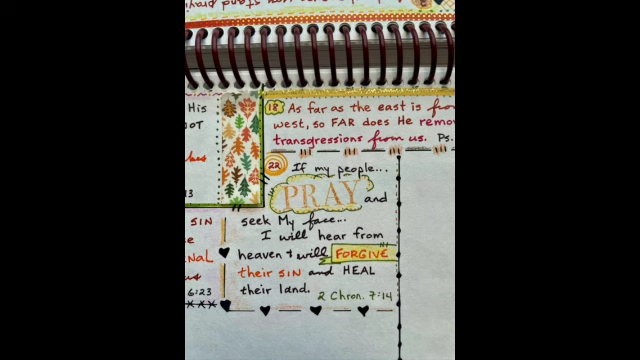 His
18 As far as the east is from
west, so FAR does He remov
transgressions from us. Ps.
22 If my people...
PRAY and
seek My face...
I will hear from
heaven + will FORGIVE
their SIN and HEAL
their land.
2 Chron. 7:14
SIN
6:23